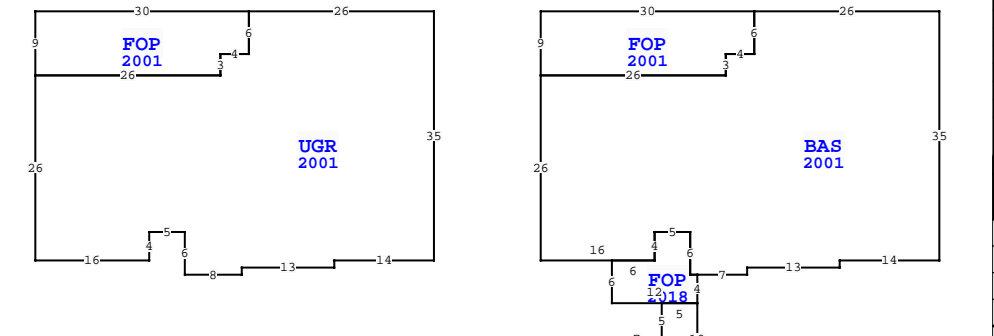 30 26 30 26
9 FOP 6 9 FOP 6
2001 4 2001 4
3 3
26 26
35 35
UGR BAS
2001 2001
26 26
5 5
4 6 4 6
16 14 16 14
8 13 6 7 13
6 FOP 4
12 2018
5 5